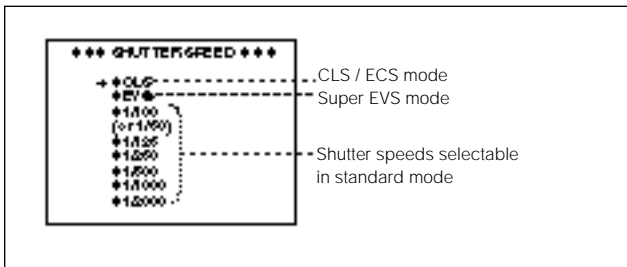 ♦♦♦ SHUTTER SPEED ♦♦♦
→ ♦CLS CLS / ECS mode
♦EVS Super EVS mode
♦1/100
(or 1/60)
♦1/125
♦1/250
Shutter speeds selectable
♦1/500 in standard mode
♦1/1000
♦1/2000